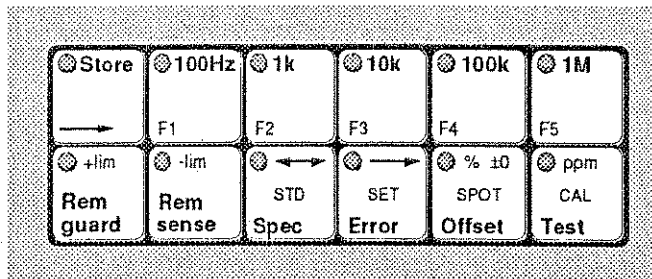 Store 100Hz 1k 10k 100k 1M
F1 F2 F3 F4 F5
+lim -lim % ±0 ppm
STD SET SPOT CAL
Rem guard Rem sense Spec Error Offset Test